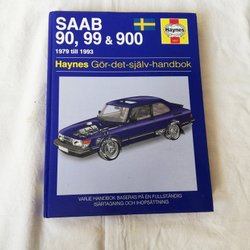 SAAB
90, 99 & 900
1979 till 1993
Haynes
Haynes Gör-det-själv-handbok
VARJE HANDBOK BASERAS PÅ EN FULLSTÄNDIG
ISÄRTAGNING OCH IHOPSÄTTNING